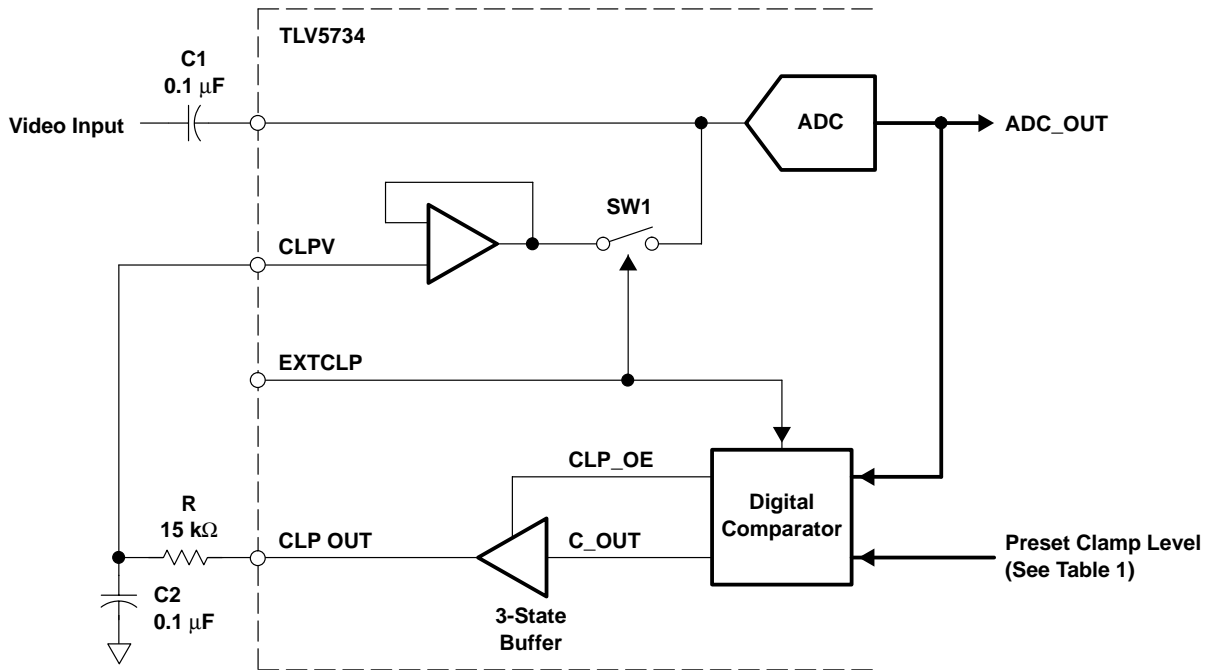 TLV5734
C1
0.1 μF
Video Input
ADC
ADC_OUT
SW1
CLPV
EXTCLP
CLP_OE
R
15 kΩ
CLP OUT
C_OUT
Digital
Comparator
Preset Clamp Level
(See Table 1)
C2
0.1 μF
3-State
Buffer